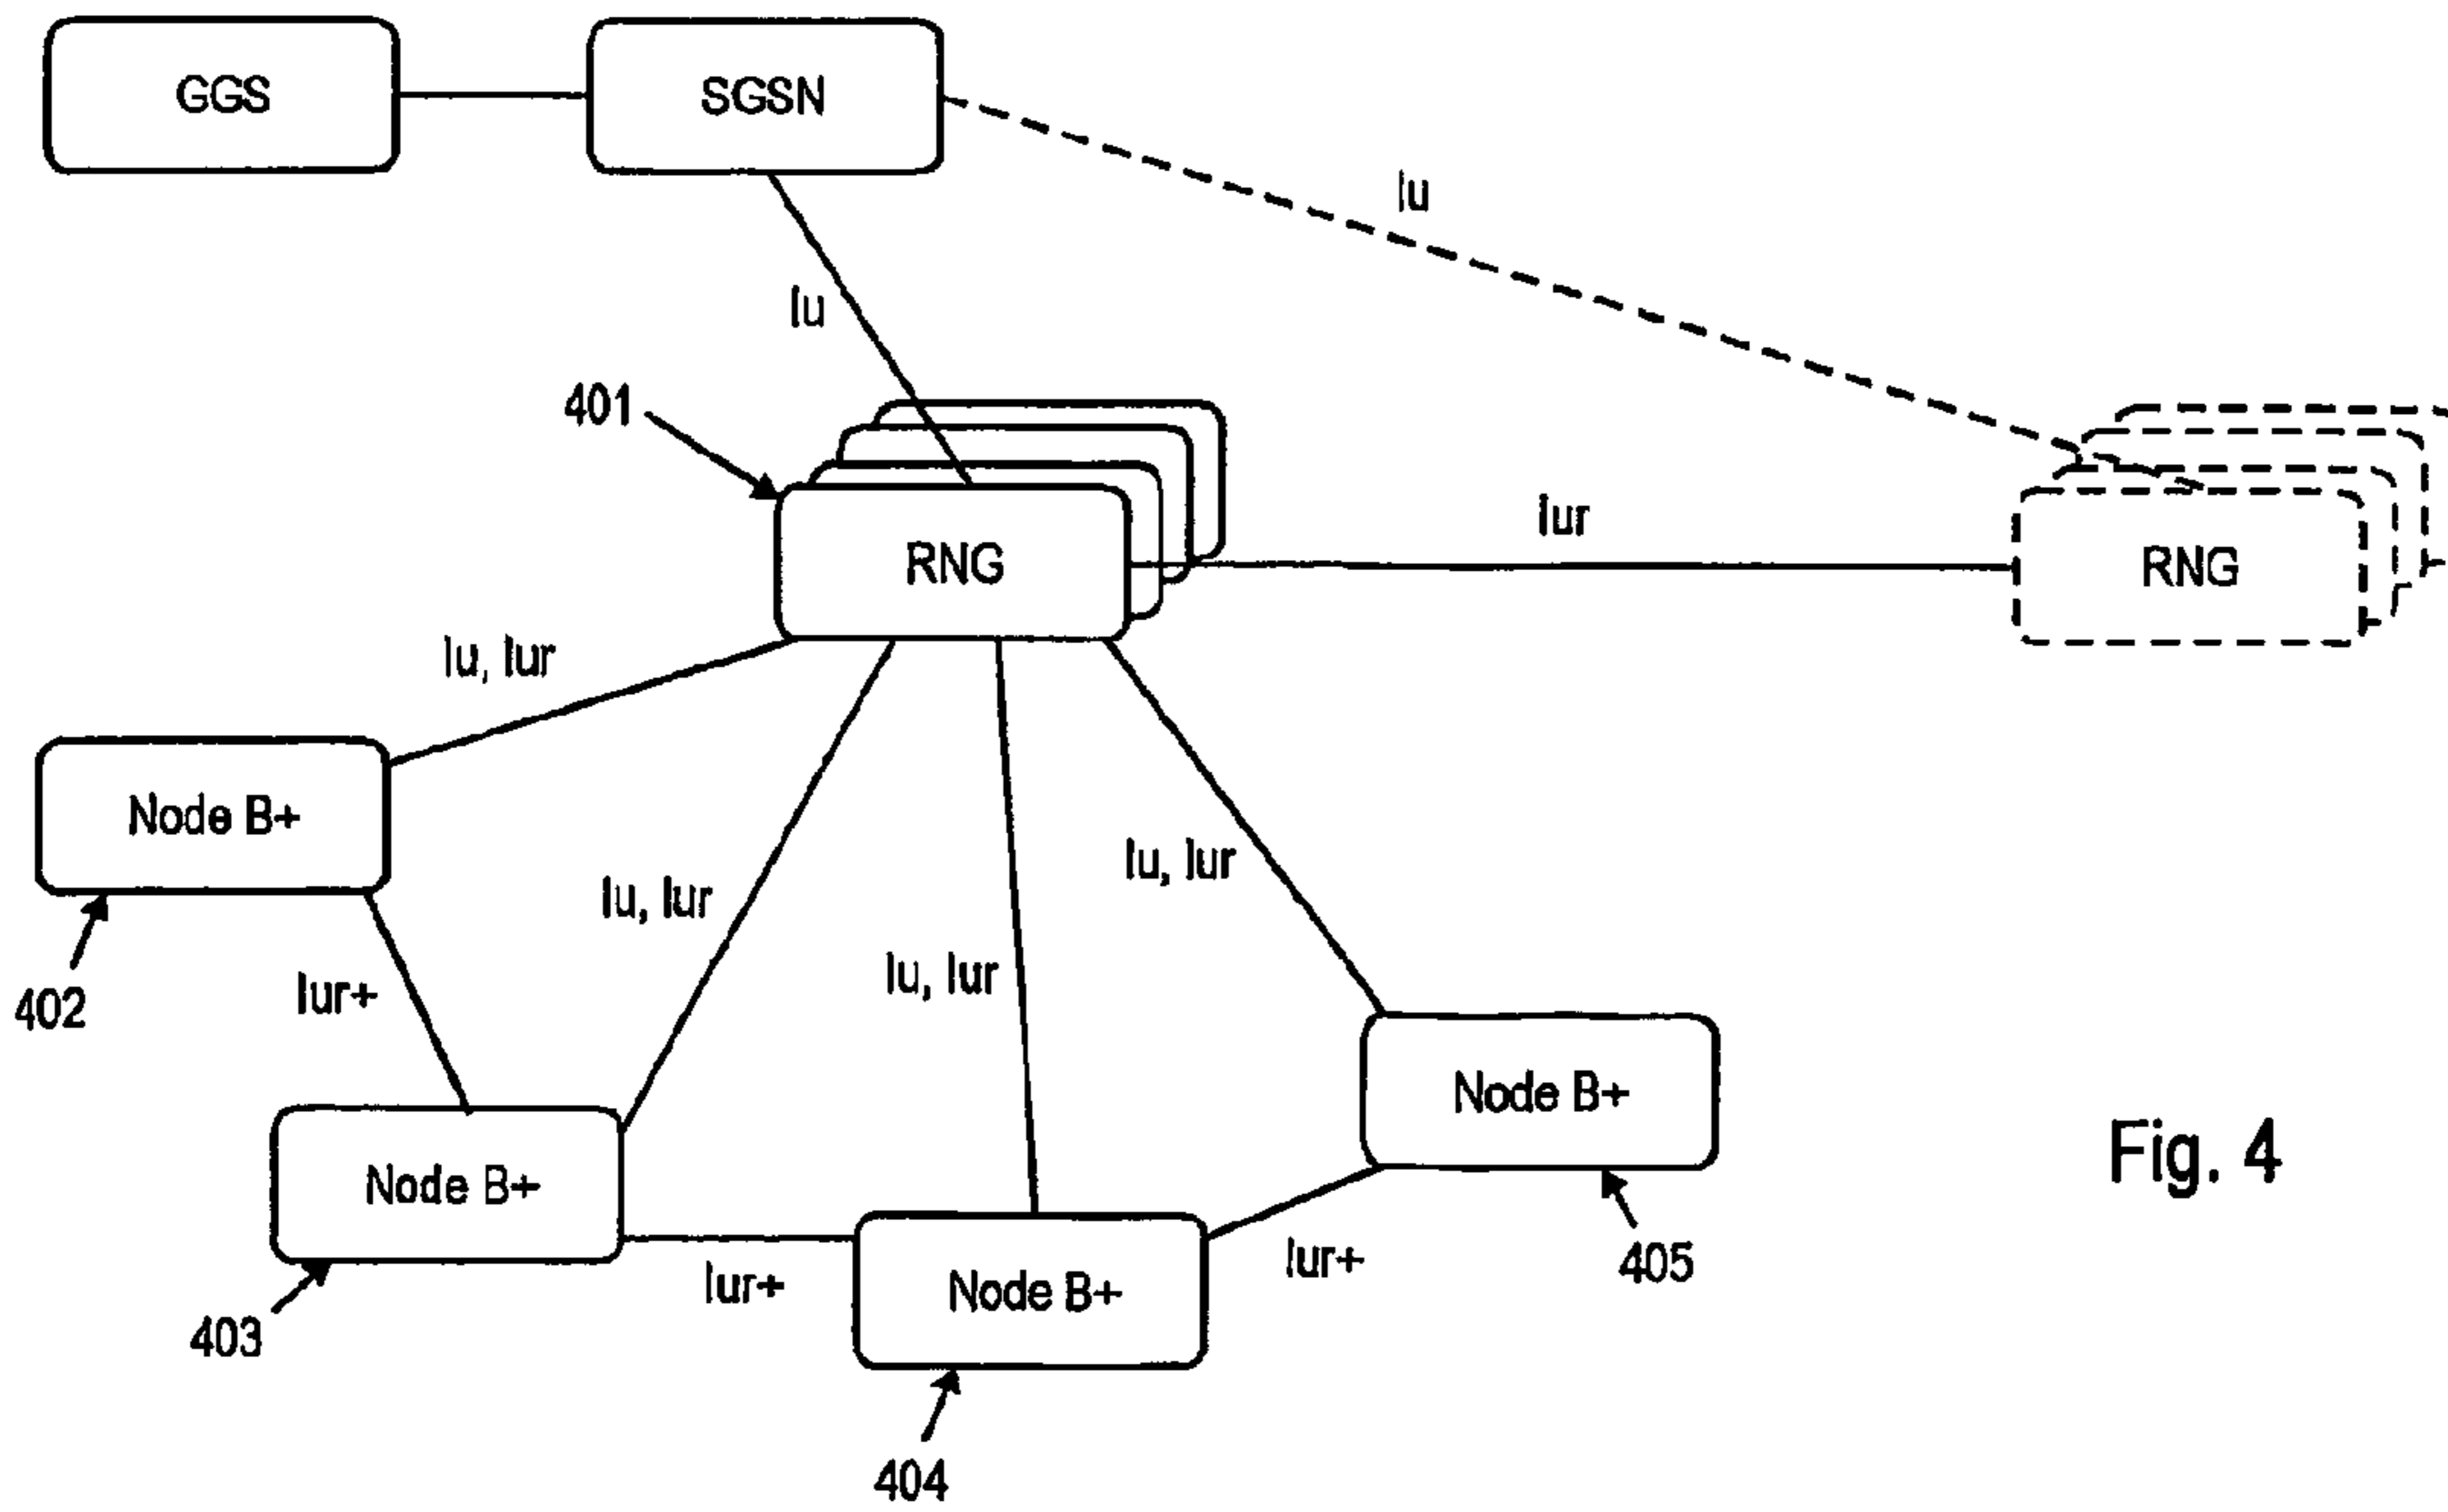 GGS
SGSN
Iu
Iu
401
RNG
Iur
RNG
Iu, Iur
Node B+
Iu, Iur
Iu, Iur
Iu, Iur
402
Iur+
Node B+
Node B+
Fig. 4
403
Iur+
Node B+
Iur+
405
404